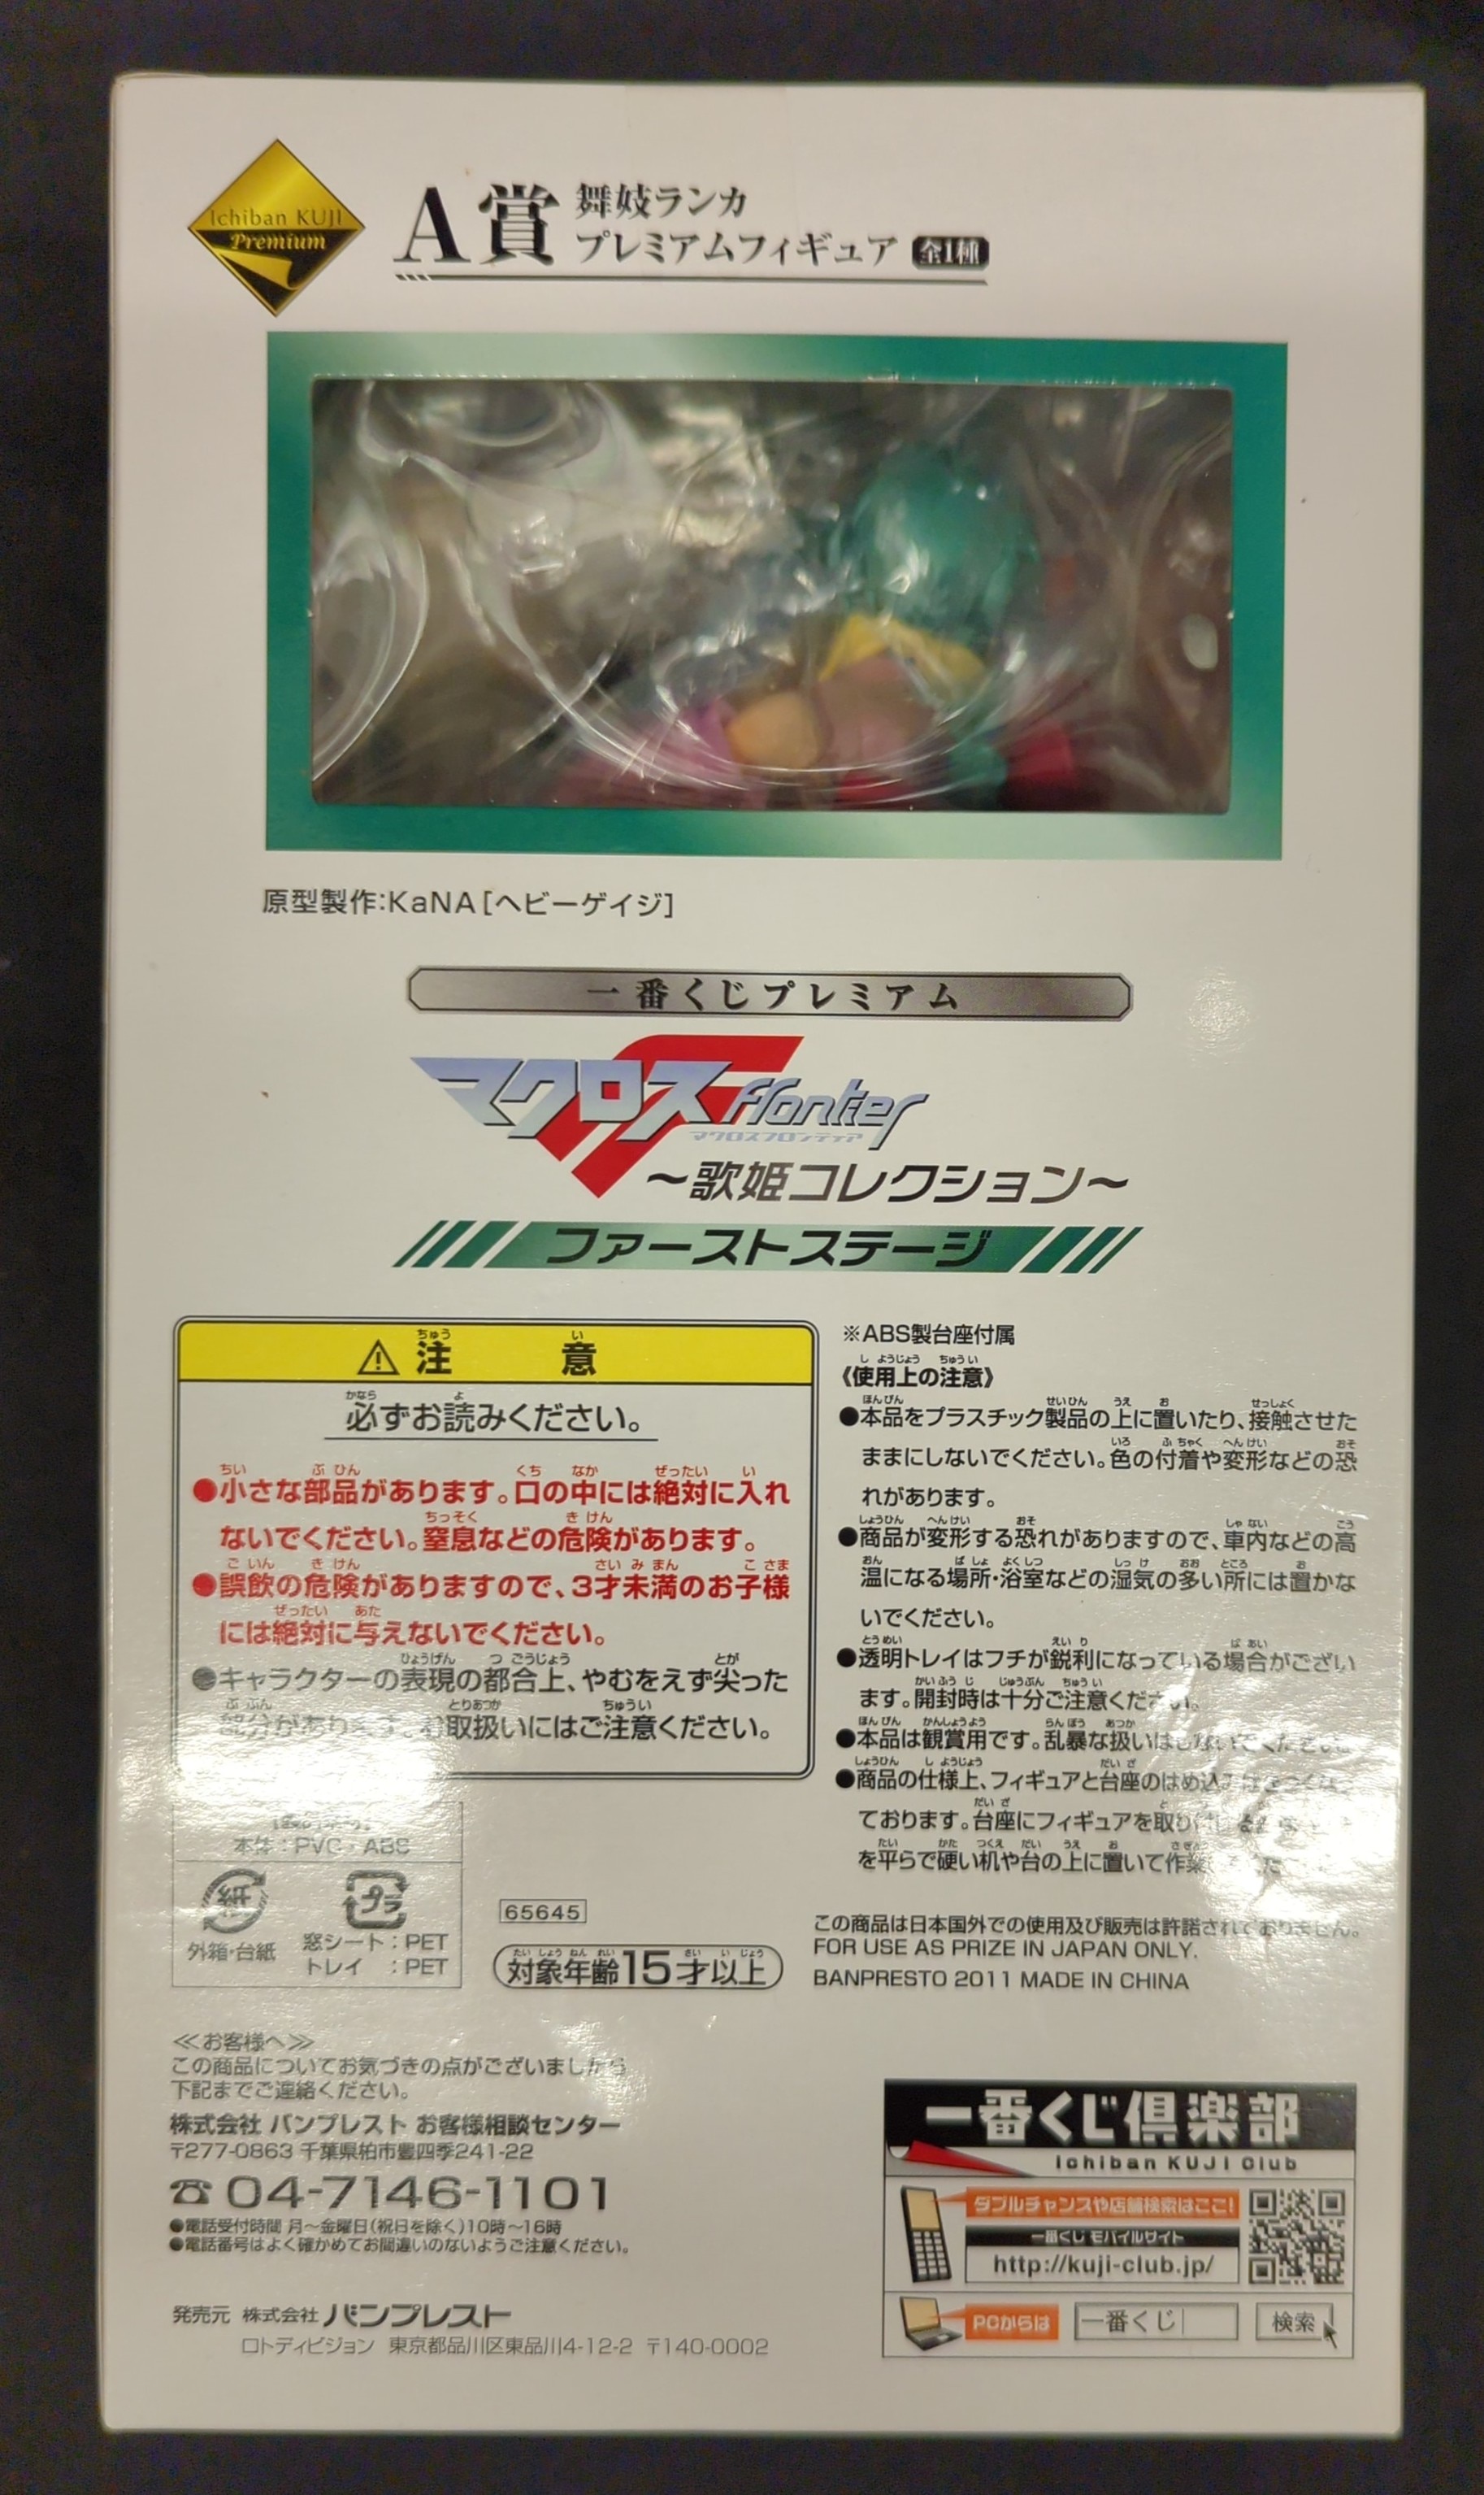 Ichiban KUJI
Premium
A賞
舞妓ランカ
プレミアムフィギュア 全1種
原型製作:KaNA[ヘビーゲイジ]
一番くじプレミアム
マクロスF frontier
マクロスフロンティア
～歌姫コレクション～
ファーストステージ
⚠注意
必ずお読みください。
●小さな部品があります。口の中には絶対に入れ
ないでください。窒息などの危険があります。
●誤飲の危険がありますので、3才未満のお子様
には絶対に与えないでください。
●キャラクターの表現の都合上、やむをえず尖った
部分があります。お取扱いにはご注意ください。
本体：PVC・ABS
紙
プラ
外箱・台紙
窓シート：PET
トレイ ：PET
65645
対象年齢15才以上
※ABS製台座付属
《使用上の注意》
●本品をプラスチック製品の上に置いたり、接触させた
ままにしないでください。色の付着や変形などの恐
れがあります。
●商品が変形する恐れがありますので、車内などの高
温になる場所・浴室などの湿気の多い所には置かな
いでください。
●透明トレイはフチが鋭利になっている場合がござい
ます。開封時は十分ご注意ください。
●本品は観賞用です。乱暴な扱いはしないでください。
●商品の仕様上、フィギュアと台座のはめ込みはきつくなっ
ております。台座にフィギュアを取り付け
を平らで硬い机や台の上に置いて作業
この商品は日本国外での使用及び販売は許諾されておりません。
FOR USE AS PRIZE IN JAPAN ONLY.
BANPRESTO 2011 MADE IN CHINA
≪お客様へ≫
この商品についてお気づきの点がございましたら
下記までご連絡ください。
株式会社 バンプレスト お客様相談センター
〒277-0863 千葉県柏市豊四季241-22
☎04-7146-1101
●電話受付時間 月～金曜日(祝日を除く)10時～16時
●電話番号はよく確かめてお間違いのないようご注意ください。
発売元 株式会社 バンプレスト
ロトディビジョン 東京都品川区東品川4-12-2 〒140-0002
一番くじ倶楽部
Ichiban KUJI Club
ダブルチャンスや店舗検索はここ!
一番くじ モバイルサイト
http://kuji-club.jp/
PCからは
一番くじ
検索